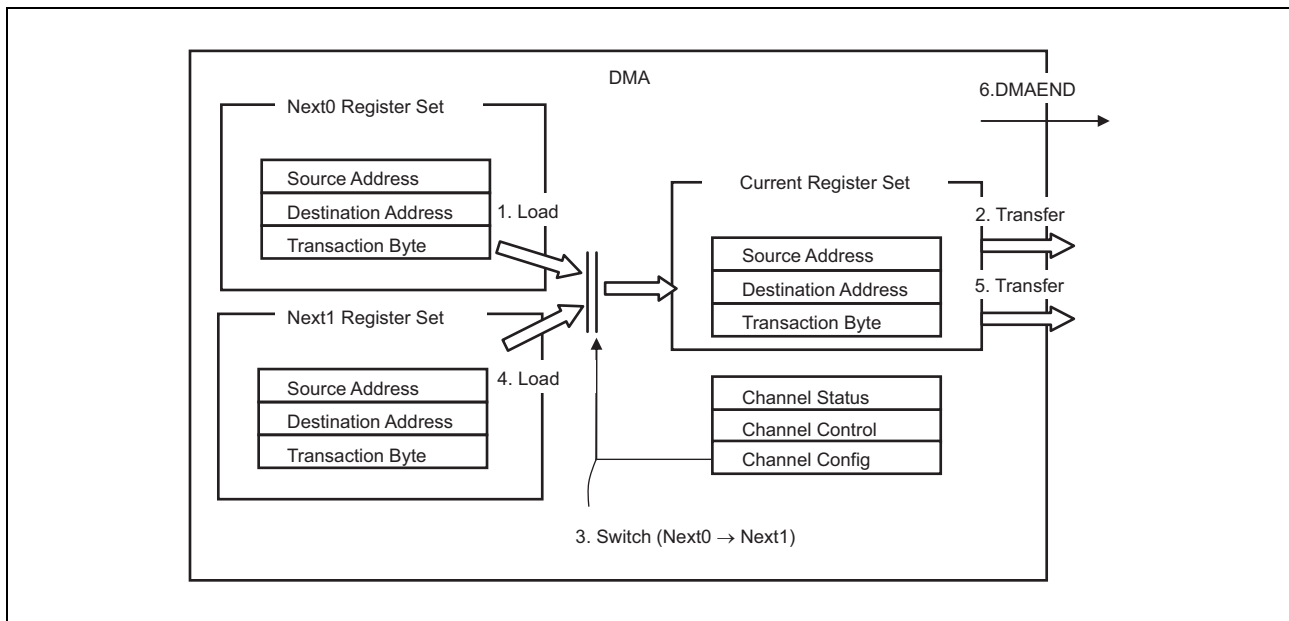 DMA
6.DMAEND
Next0 Register Set
Source Address
Destination Address
Transaction Byte
1. Load
Current Register Set
2. Transfer
Source Address
Destination Address
Transaction Byte
5. Transfer
Next1 Register Set
4. Load
Source Address
Destination Address
Transaction Byte
Channel Status
Channel Control
Channel Config
3. Switch (Next0 → Next1)